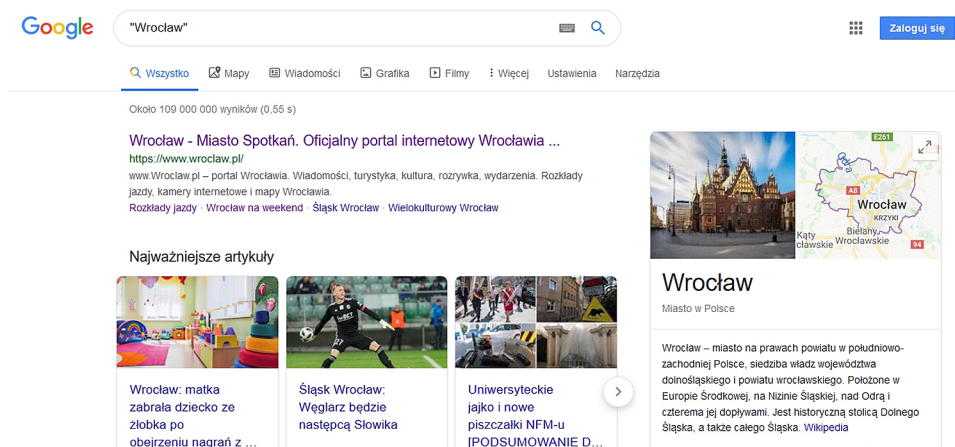 Google
"Wrocław"
Zaloguj się
Wszystko
Mapy
Wiadomości
Grafika
Filmy
Więcej
Ustawienia
Narzędzia
Około 109 000 000 wyników (0,55 s)
Wrocław - Miasto Spotkań. Oficjalny portal internetowy Wrocławia ...
https://www.wroclaw.pl/
www.Wroclaw.pl – portal Wrocławia. Wiadomości, turystyka, kultura, rozrywka, wydarzenia. Rozkłady
jazdy, kamery internetowe i mapy Wrocławia.
Rozkłady jazdy · Wrocław na weekend · Śląsk Wrocław · Wielokulturowy Wrocław
Najważniejsze artykuły
Wrocław: matka
zabrała dziecko ze
żłobka po
obejrzeniu nagrań z ...
Śląsk Wrocław:
Węglarz będzie
następcą Słowika
Uniwersyteckie
jajko i nowe
piszczałki NFM-u
[PODSUMOWANIE D...
E261
A8
Wrocław
KRZYKI
Kąty
cławskie
Bielany
Wrocławskie
94
Wrocław
Miasto w Polsce
Wrocław – miasto na prawach powiatu w południowo-
zachodniej Polsce, siedziba władz województwa
dolnośląskiego i powiatu wrocławskiego. Położone w
Europie Środkowej, na Nizinie Śląskiej, nad Odrą i
czterema jej dopływami. Jest historyczną stolicą Dolnego
Śląska, a także całego Śląska. Wikipedia